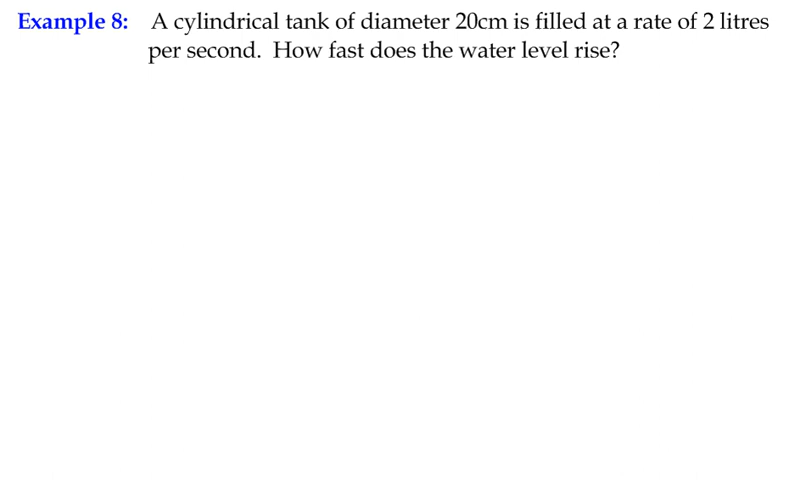 Example 8: A cylindrical tank of diameter 20cm is filled at a rate of 2 litres
per second. How fast does the water level rise?